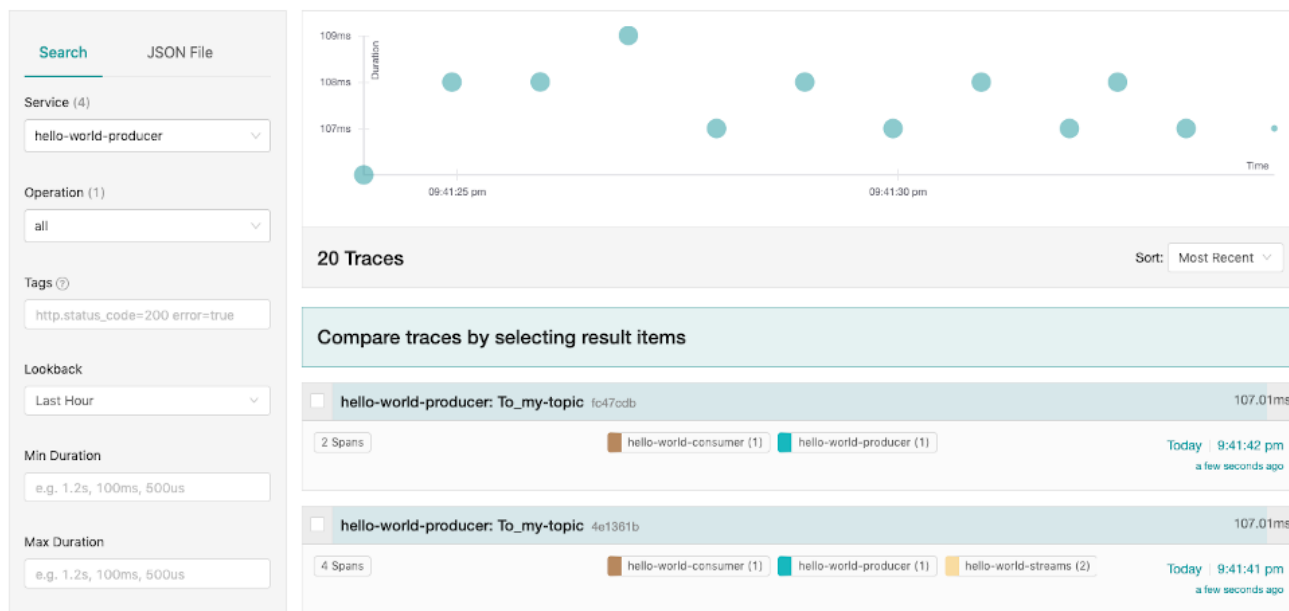 Search
JSON File
Service (4)
hello-world-producer
Operation (1)
all
Tags ?
http.status_code=200 error=true
Lookback
Last Hour
Min Duration
e.g. 1.2s, 100ms, 500us
Max Duration
e.g. 1.2s, 100ms, 500us
109ms
108ms
107ms
Duration
Time
09:41:25 pm
09:41:30 pm
20 Traces
Sort: Most Recent
Compare traces by selecting result items
hello-world-producer: To_my-topic fc47cdb
107.01ms
2 Spans
hello-world-consumer (1)
hello-world-producer (1)
Today 9:41:42 pm
a few seconds ago
hello-world-producer: To_my-topic 4e1361b
107.01ms
4 Spans
hello-world-consumer (1)
hello-world-producer (1)
hello-world-streams (2)
Today 9:41:41 pm
a few seconds ago